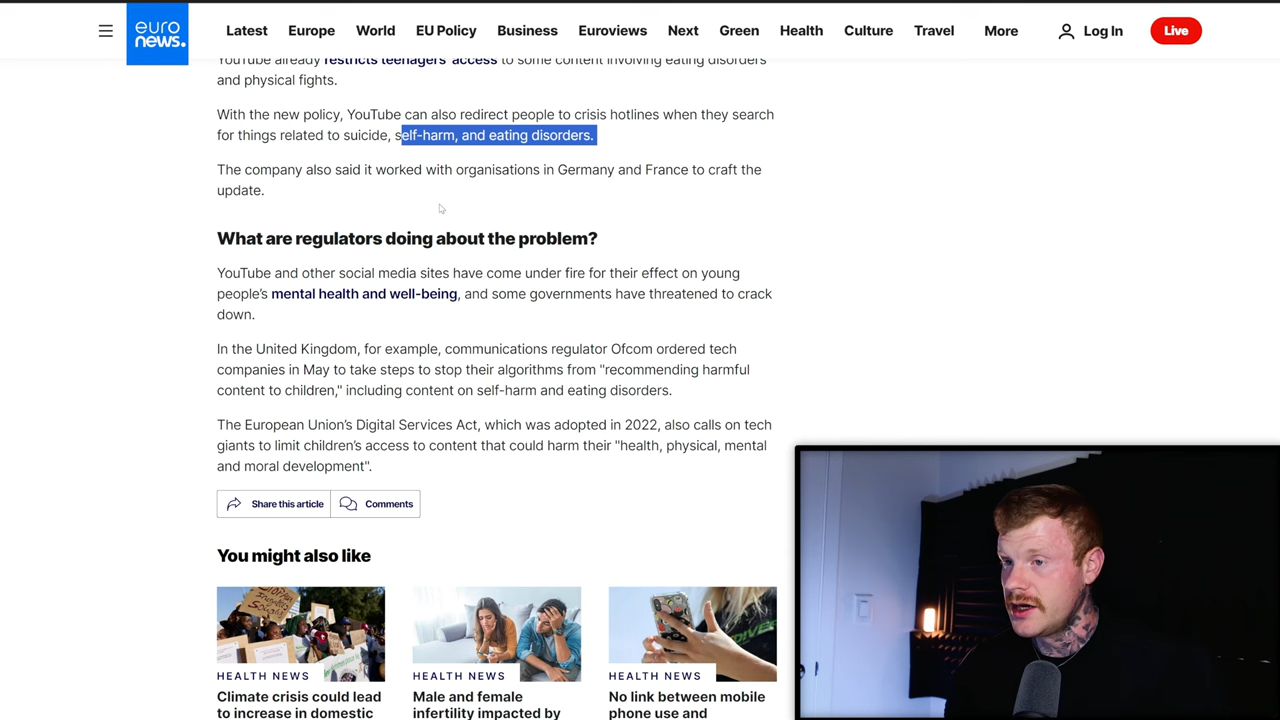 euro
news.
Latest
Europe
World
EU Policy
Business
Euroviews
Next
Green
Health
Culture
Travel
More
Log In
Live
YouTube already restricts teenagers' access to some content involving eating disorders
and physical fights.
With the new policy, YouTube can also redirect people to crisis hotlines when they search
for things related to suicide, self-harm, and eating disorders.
The company also said it worked with organisations in Germany and France to craft the
update.
What are regulators doing about the problem?
YouTube and other social media sites have come under fire for their effect on young
people's mental health and well-being, and some governments have threatened to crack
down.
In the United Kingdom, for example, communications regulator Ofcom ordered tech
companies in May to take steps to stop their algorithms from "recommending harmful
content to children," including content on self-harm and eating disorders.
The European Union's Digital Services Act, which was adopted in 2022, also calls on tech
giants to limit children's access to content that could harm their "health, physical, mental
and moral development".
Share this article
Comments
You might also like
HEALTH NEWS
Climate crisis could lead
to increase in domestic
HEALTH NEWS
Male and female
infertility impacted by
HEALTH NEWS
No link between mobile
phone use and